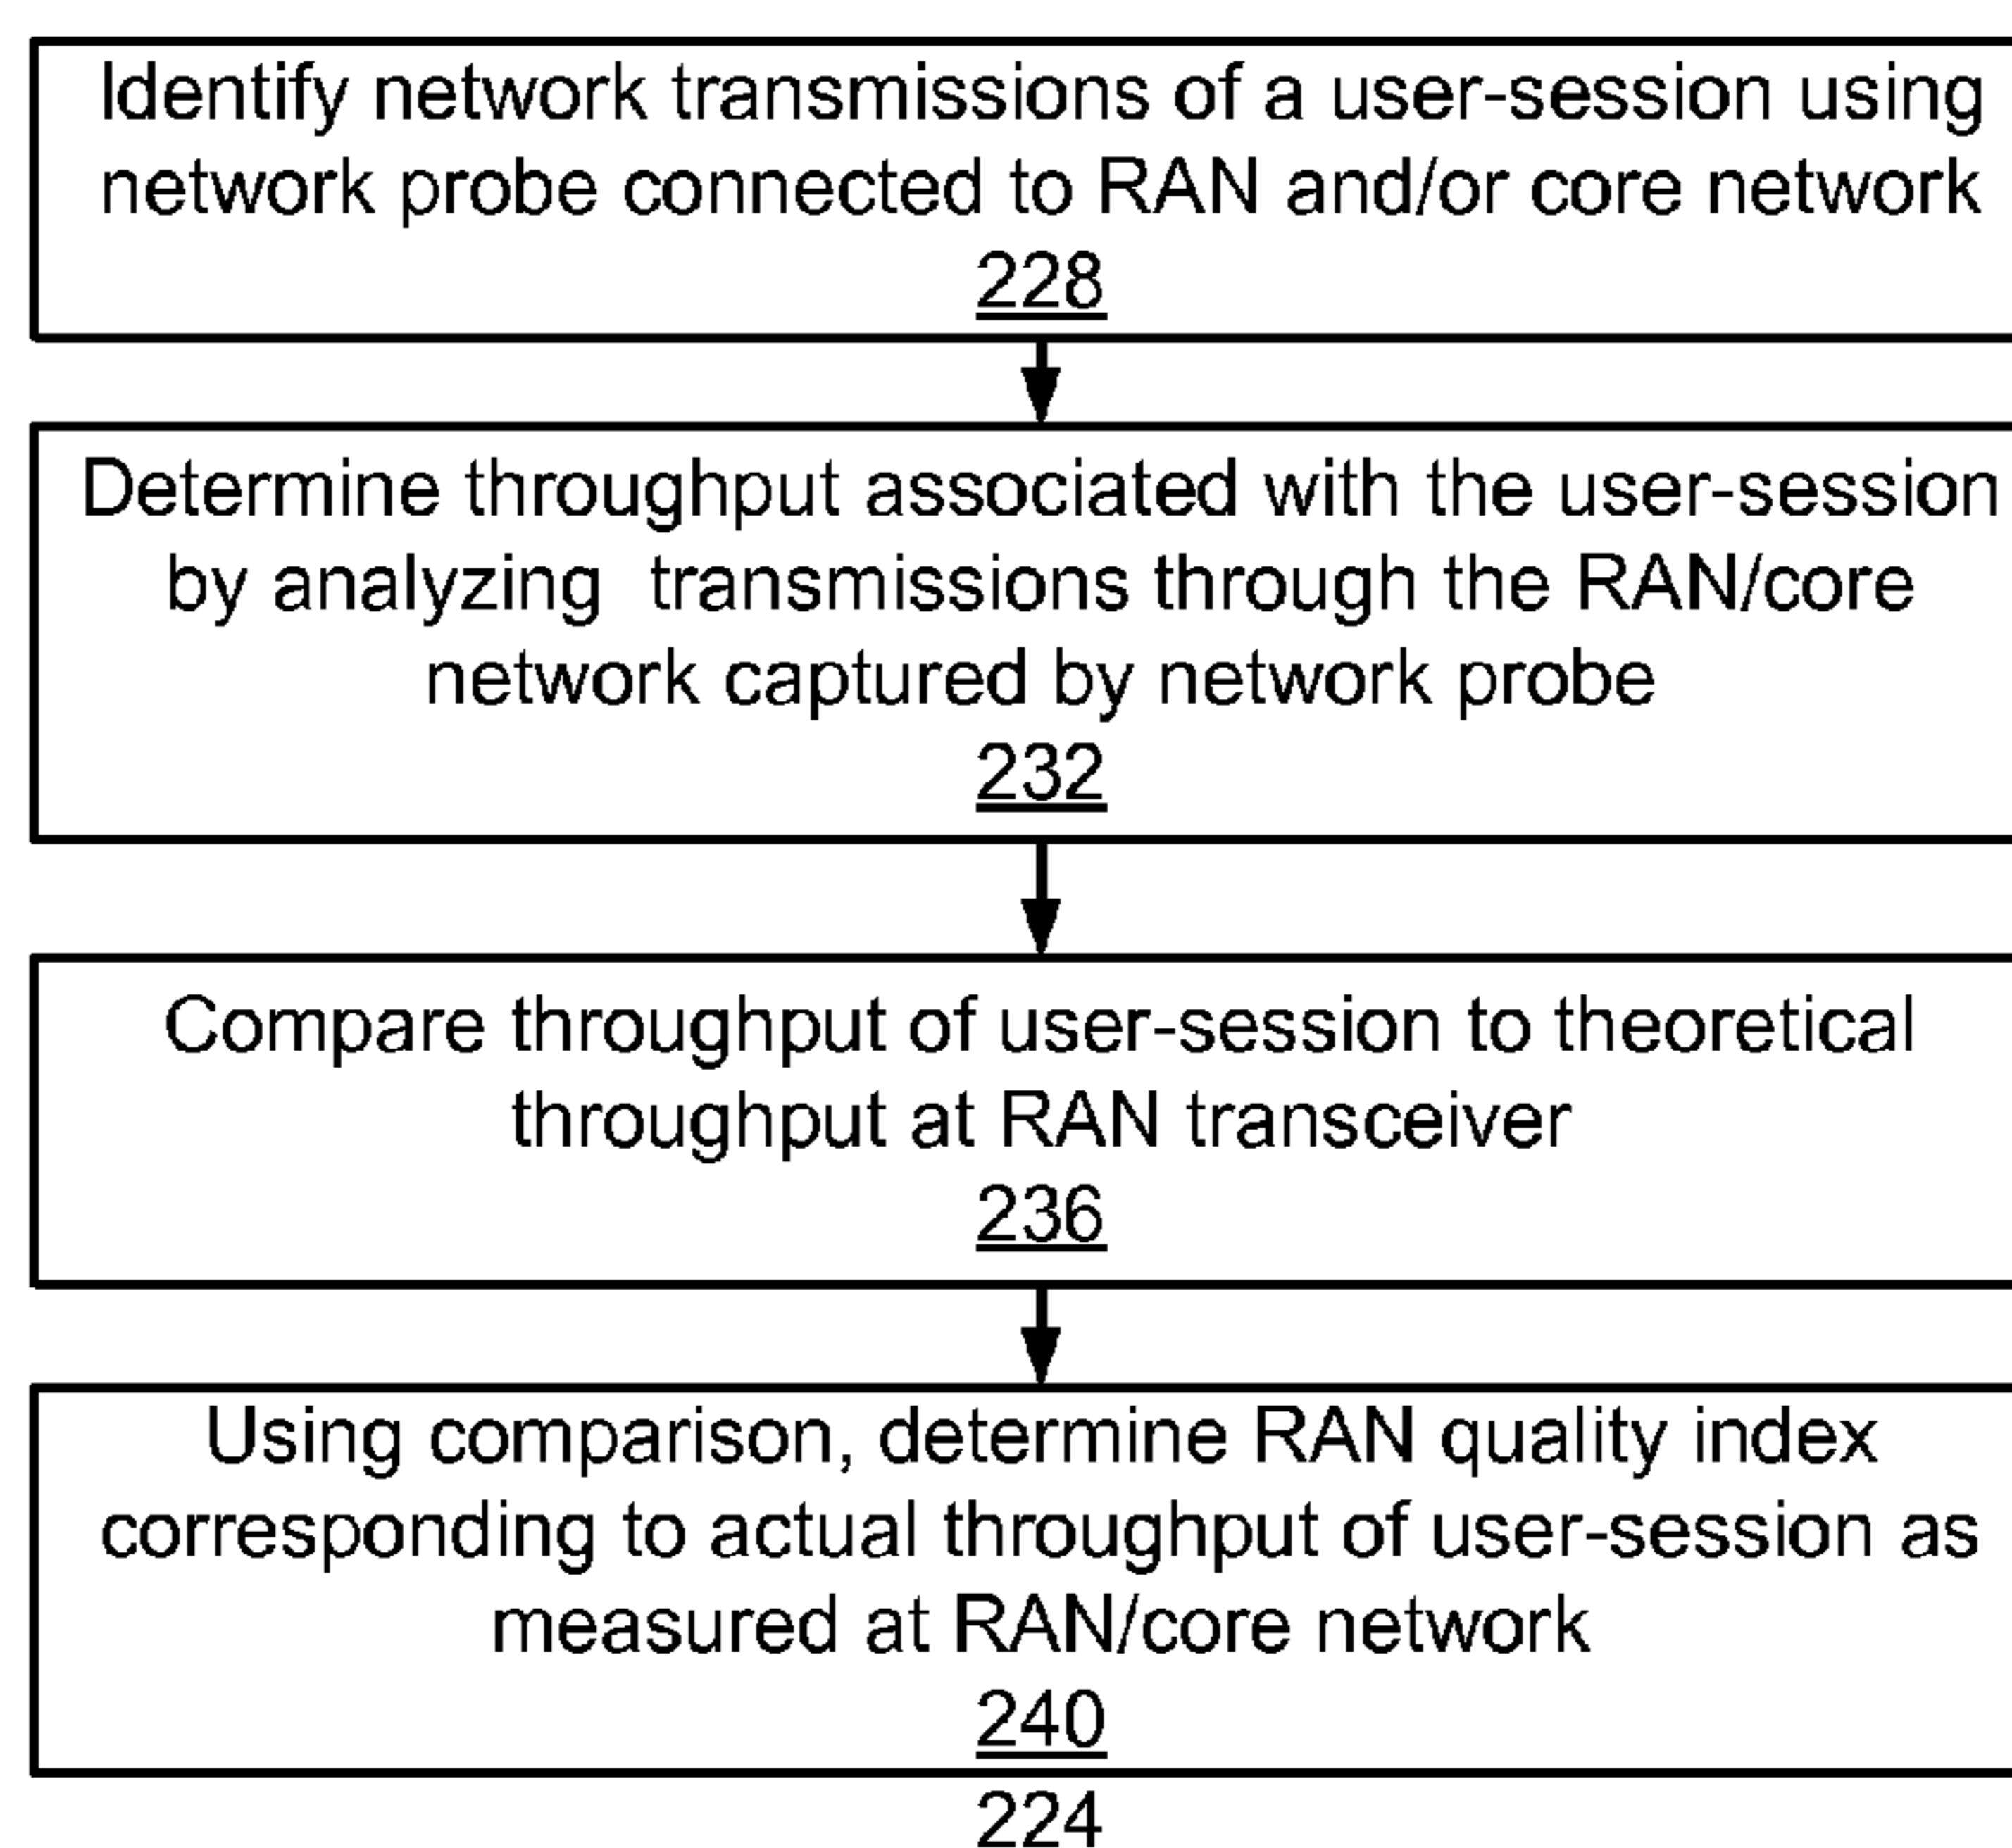 Identify network transmissions of a user-session using
network probe connected to RAN and/or core network
228
Determine throughput associated with the user-session
by analyzing transmissions through the RAN/core
network captured by network probe
232
Compare throughput of user-session to theoretical
throughput at RAN transceiver
236
Using comparison, determine RAN quality index
corresponding to actual throughput of user-session as
measured at RAN/core network
240
224